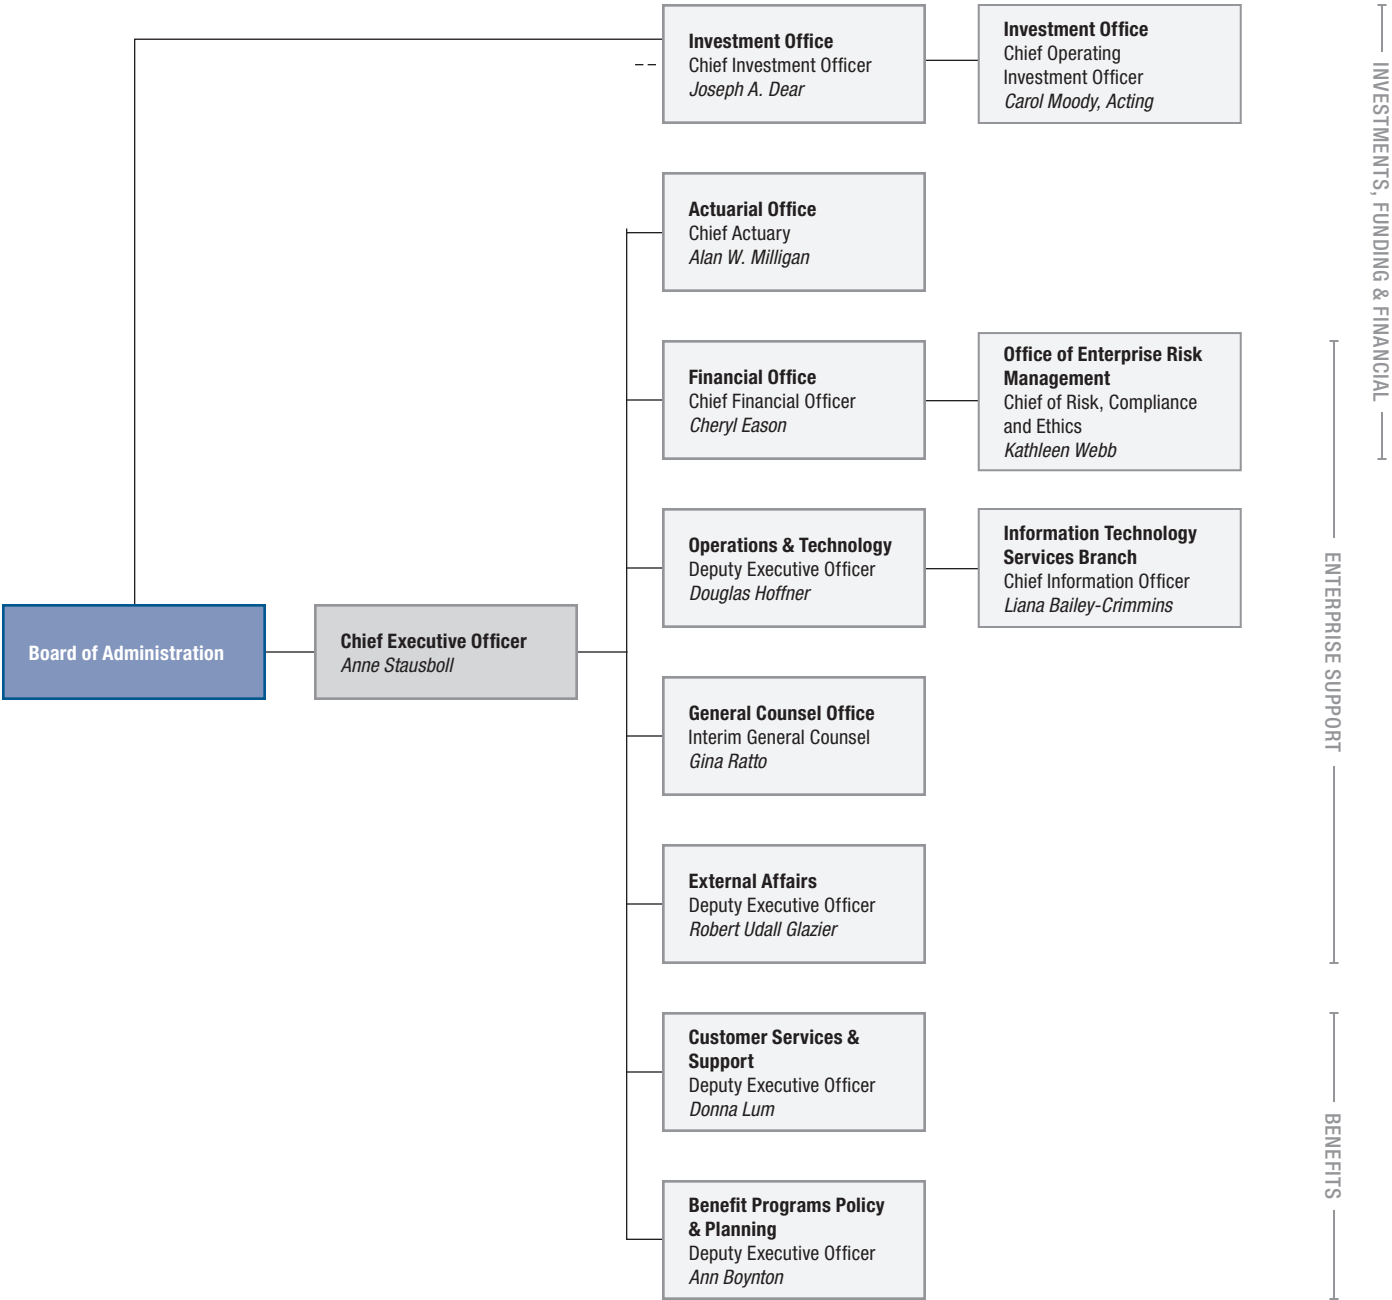 Investment Office
Chief Investment Officer
Joseph A. Dear
Investment Office
Chief Operating
Investment Officer
Carol Moody, Acting
Actuarial Office
Chief Actuary
Alan W. Milligan
Financial Office
Chief Financial Officer
Cheryl Eason
Office of Enterprise Risk
Management
Chief of Risk, Compliance
and Ethics
Kathleen Webb
Operations & Technology
Deputy Executive Officer
Douglas Hoffner
Information Technology
Services Branch
Chief Information Officer
Liana Bailey-Crimmins
Board of Administration
Chief Executive Officer
Anne Stausboll
General Counsel Office
Interim General Counsel
Gina Ratto
External Affairs
Deputy Executive Officer
Robert Udall Glazier
Customer Services &
Support
Deputy Executive Officer
Donna Lum
Benefit Programs Policy
& Planning
Deputy Executive Officer
Ann Boynton
INVESTMENTS, FUNDING & FINANCIAL
ENTERPRISE SUPPORT
BENEFITS